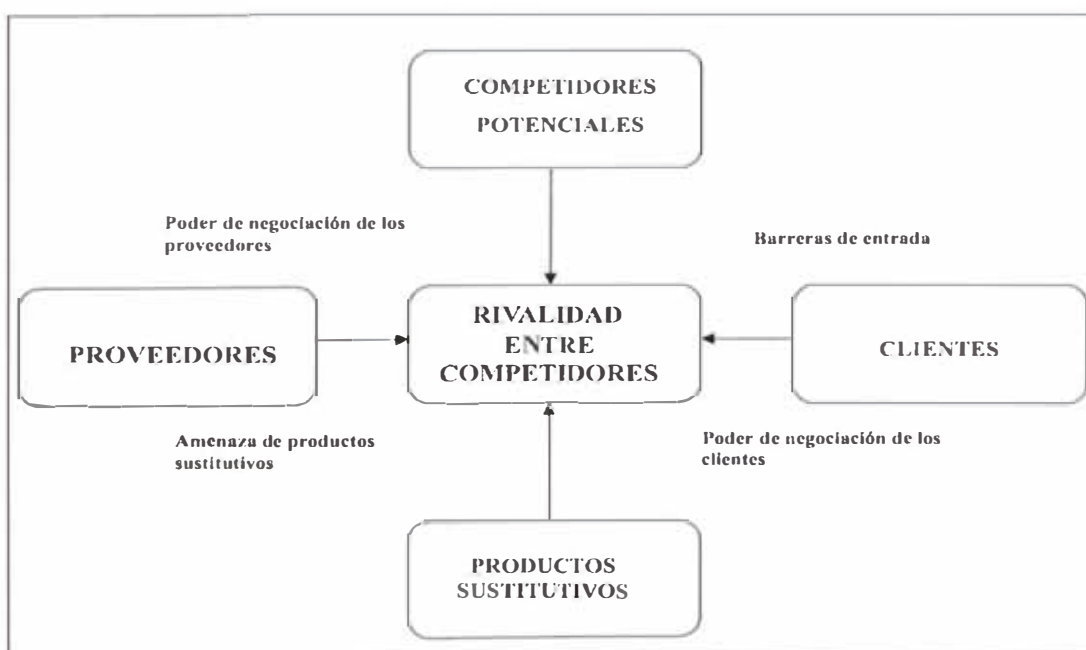 COMPETIDORES
POTENCIALES
Poder de negociación de los
proveedores
Barreras de entrada
PROVEEDORES
RIVALIDAD
ENTRE
COMPETIDORES
CLIENTES
Amenaza de productos
sustitutivos
Poder de negociación de los
clientes
PRODUCTOS
SUSTITUTIVOS